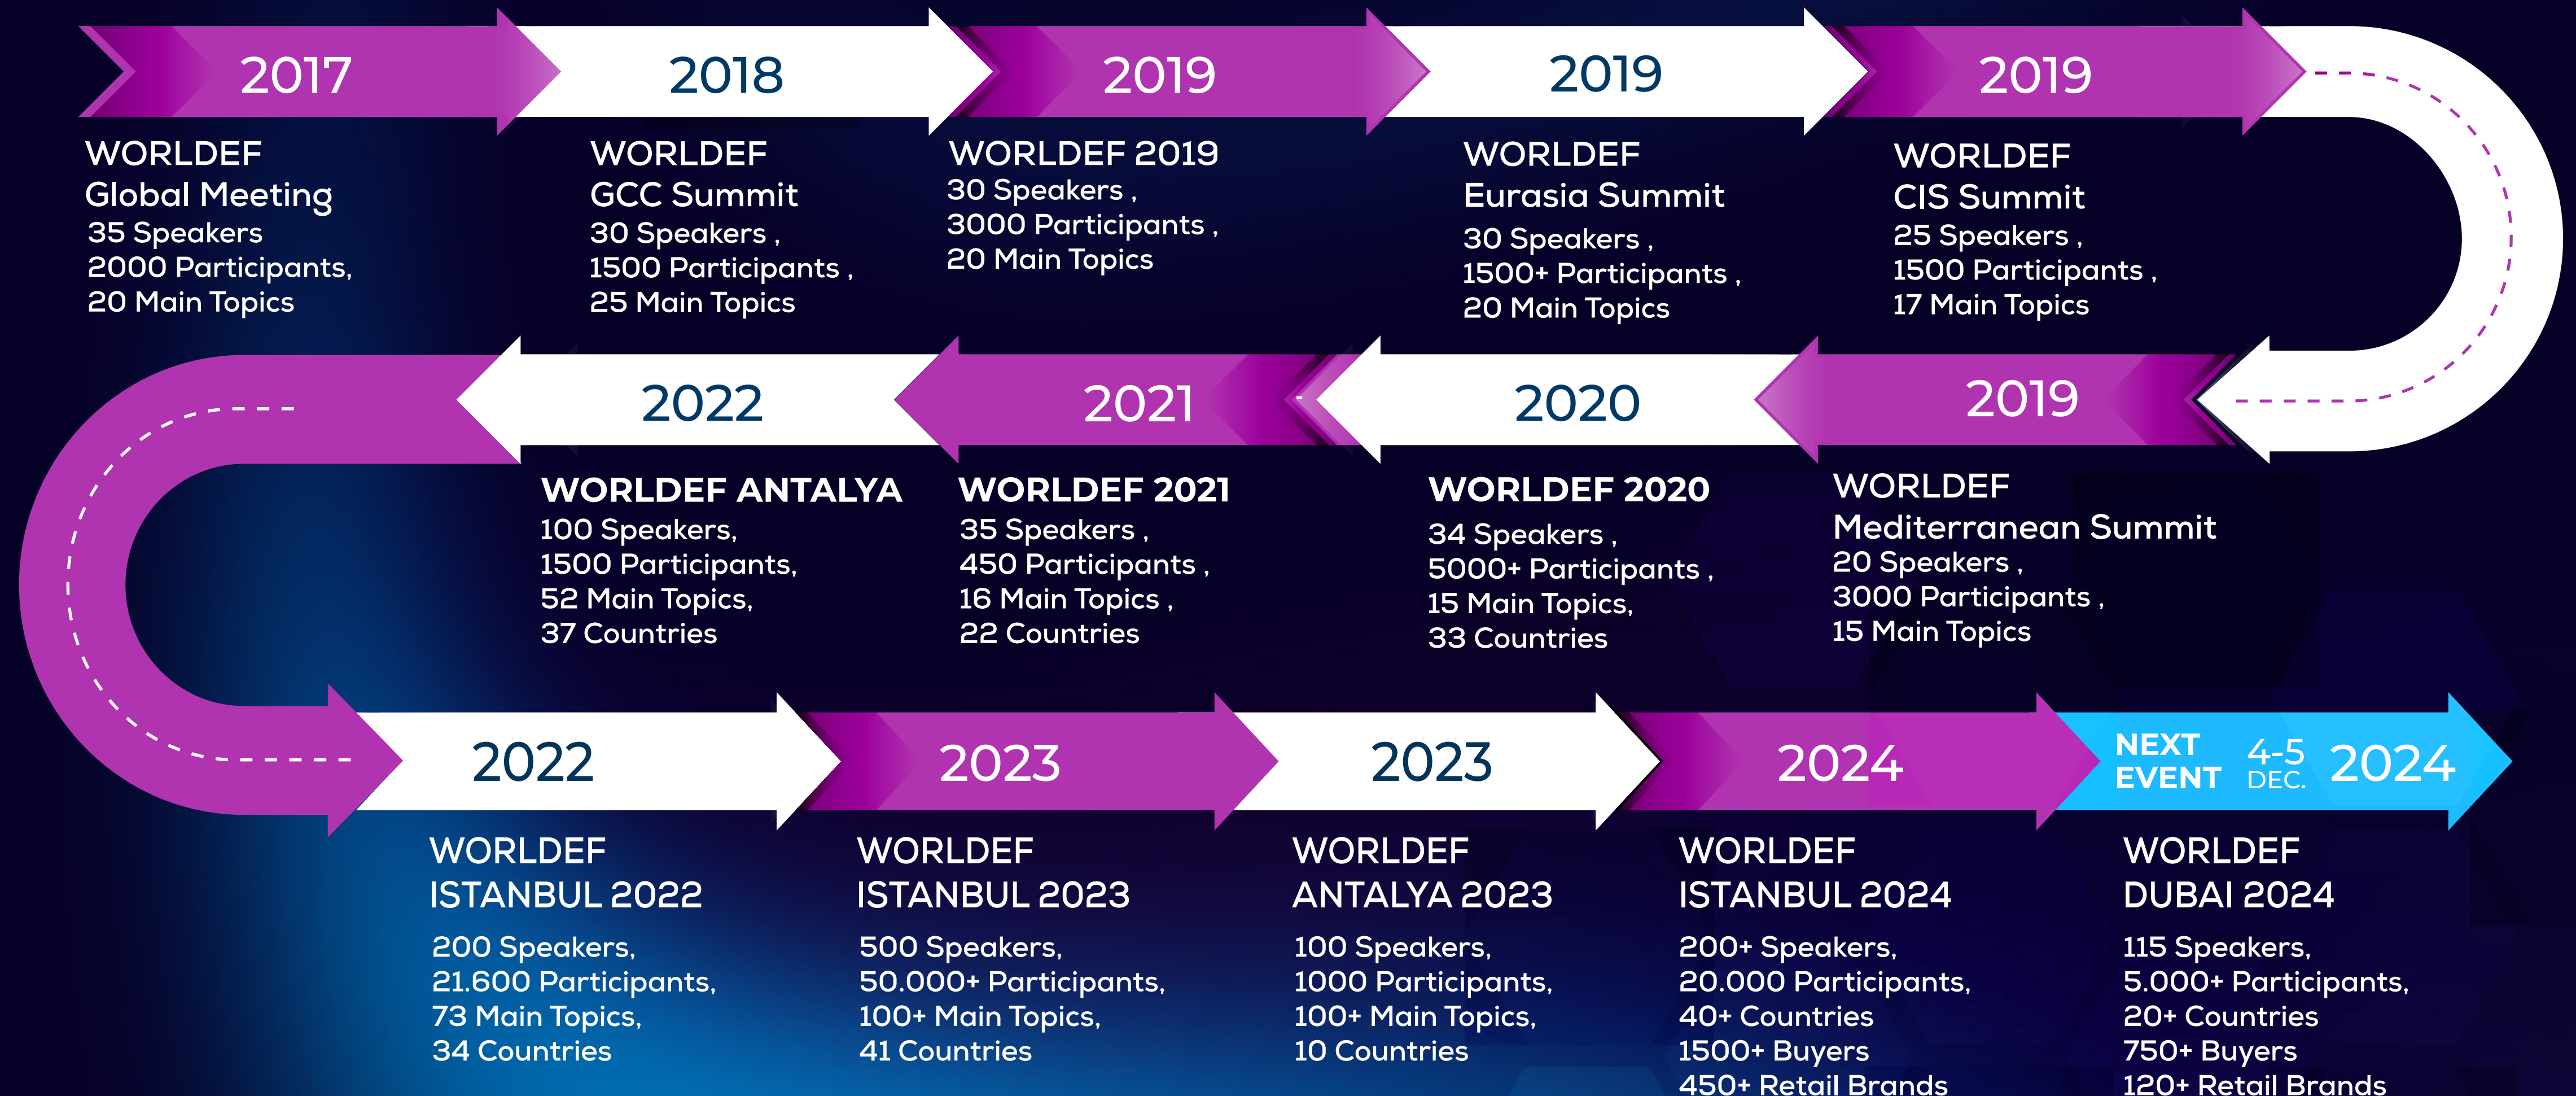 2017
WORLDEF
Global Meeting
35 Speakers
2000 Participants,
20 Main Topics
2018
WORLDEF
GCC Summit
30 Speakers ,
1500 Participants ,
25 Main Topics
2019
WORLDEF 2019
30 Speakers ,
3000 Participants ,
20 Main Topics
2019
WORLDEF
Eurasia Summit
30 Speakers ,
1500+ Participants ,
20 Main Topics
2019
WORLDEF
CIS Summit
25 Speakers ,
1500 Participants ,
17 Main Topics
2019
WORLDEF
Mediterranean Summit
20 Speakers ,
3000 Participants ,
15 Main Topics
2020
WORLDEF 2020
34 Speakers ,
5000+ Participants ,
15 Main Topics,
33 Countries
2021
WORLDEF 2021
35 Speakers ,
450 Participants ,
16 Main Topics ,
22 Countries
2022
WORLDEF ANTALYA
100 Speakers,
1500 Participants,
52 Main Topics,
37 Countries
2022
WORLDEF
ISTANBUL 2022
200 Speakers,
21.600 Participants,
73 Main Topics,
34 Countries
2023
WORLDEF
ISTANBUL 2023
500 Speakers,
50.000+ Participants,
100+ Main Topics,
41 Countries
2023
WORLDEF
ANTALYA 2023
100 Speakers,
1000 Participants,
100+ Main Topics,
10 Countries
2024
WORLDEF
ISTANBUL 2024
200+ Speakers,
20.000 Participants,
40+ Countries
1500+ Buyers
450+ Retail Brands
NEXT
EVENT
4-5
DEC.
2024
WORLDEF
DUBAI 2024
115 Speakers,
5.000+ Participants,
20+ Countries
750+ Buyers
120+ Retail Brands